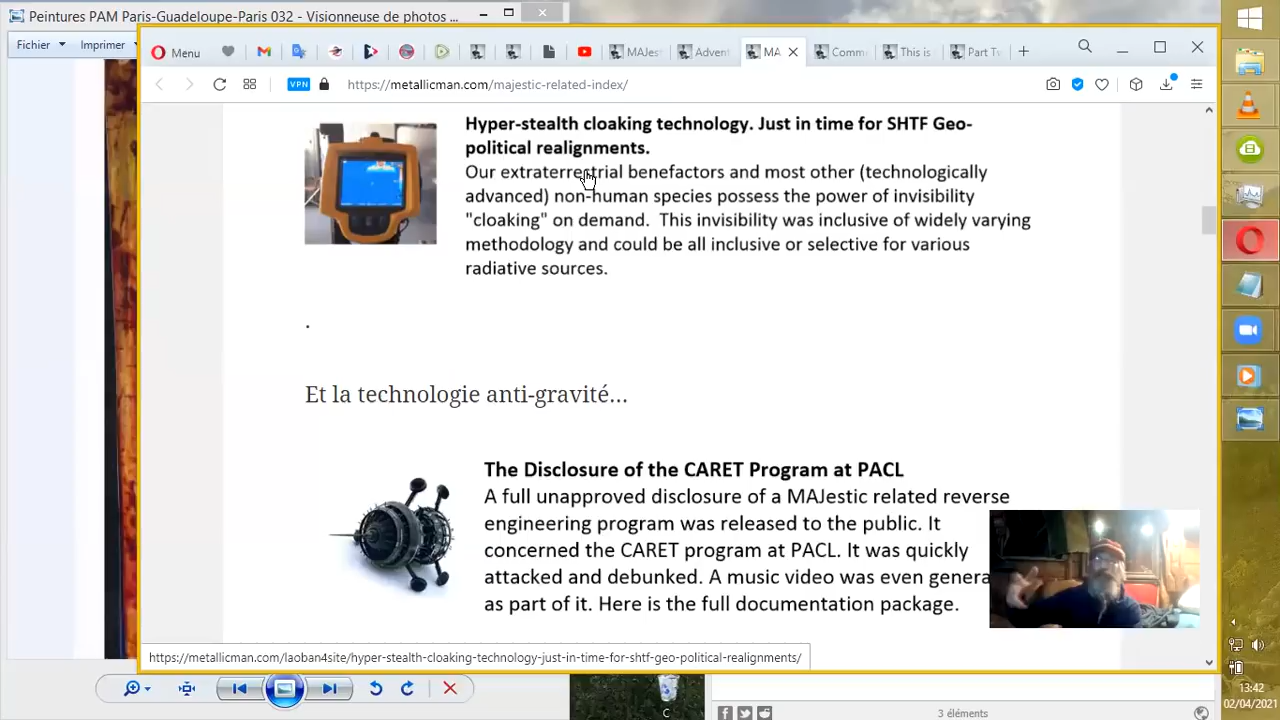 Peintures PAM Paris-Guadeloupe-Paris 032 - Visionneuse de photos ...
Fichier
Imprimer
Menu
MAJes
Advent
MA
Comm
This is
Part Tv
VPN
https://metallicman.com/majestic-related-index/
Hyper-stealth cloaking technology. Just in time for SHTF Geo-
political realignments.
Our extraterrestrial benefactors and most other (technologically
advanced) non-human species possess the power of invisibility
"cloaking" on demand. This invisibility was inclusive of widely varying
methodology and could be all inclusive or selective for various
radiative sources.
.
Et la technologie anti-gravité...
The Disclosure of the CARET Program at PACL
A full unapproved disclosure of a MAJestic related reverse
engineering program was released to the public. It
concerned the CARET program at PACL. It was quickly
attacked and debunked. A music video was even genera
as part of it. Here is the full documentation package.
https://metallicman.com/laoban4site/hyper-stealth-cloaking-technology-just-in-time-for-shtf-geo-political-realignments/
C
3 éléments
13:42
02/04/2021